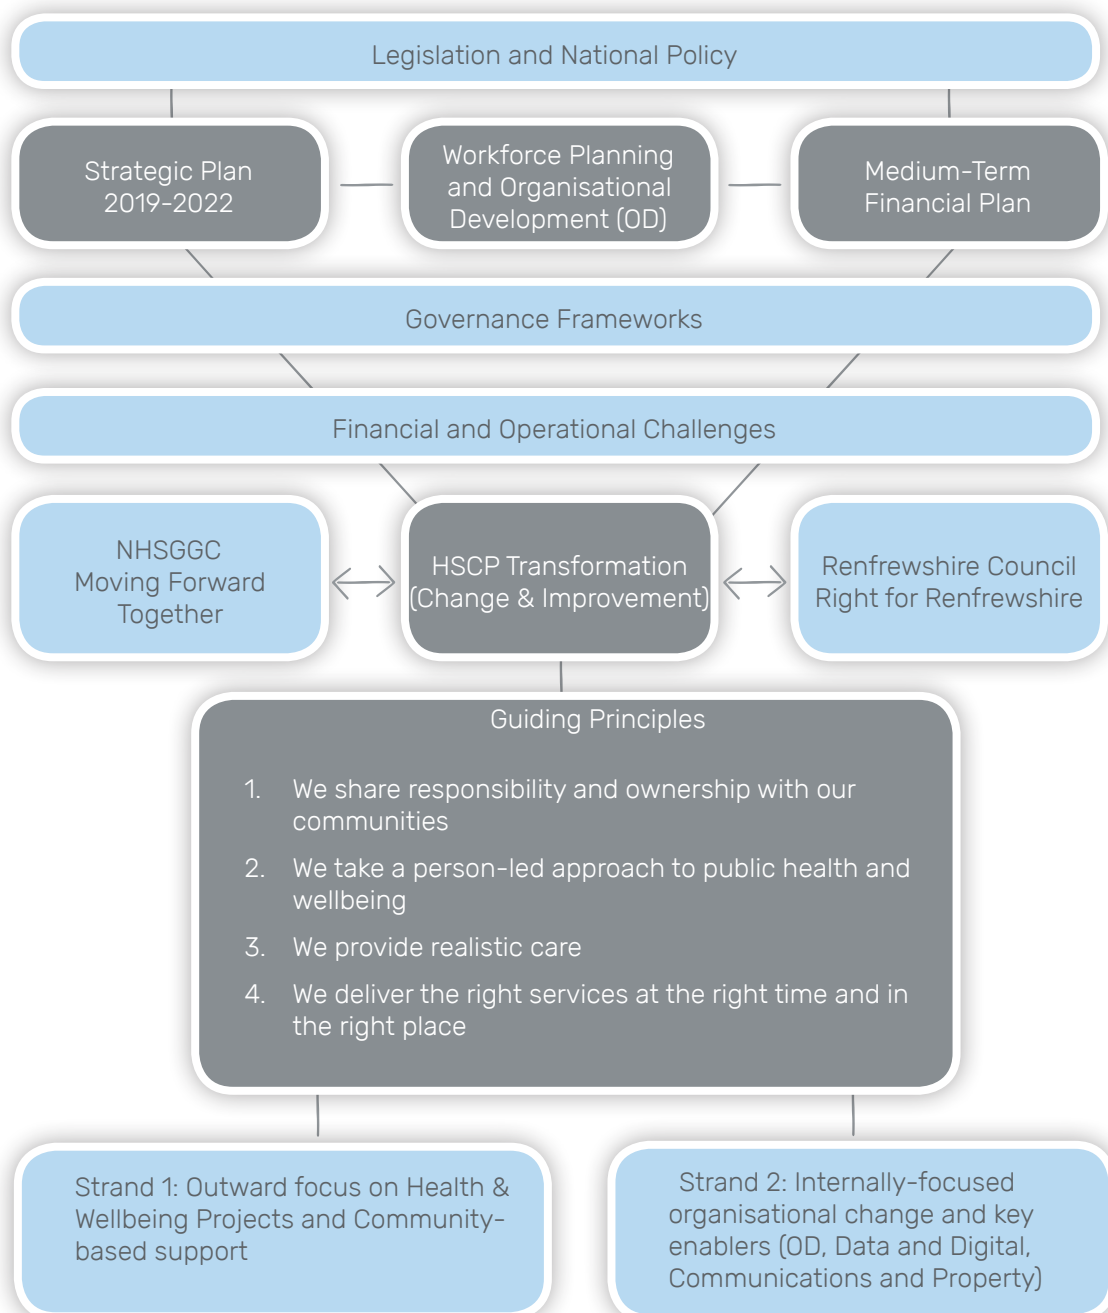 Legislation and National Policy
Strategic Plan
2019-2022
Workforce Planning
and Organisational
Development (OD)
Medium-Term
Financial Plan
Governance Frameworks
Financial and Operational Challenges
NHSGGC
Moving Forward
Together
HSCP Transformation
(Change & Improvement)
Renfrewshire Council
Right for Renfrewshire
Guiding Principles
1. We share responsibility and ownership with our
communities
2. We take a person-led approach to public health and
wellbeing
3. We provide realistic care
4. We deliver the right services at the right time and in
the right place
Strand 1: Outward focus on Health &
Wellbeing Projects and Community-
based support
Strand 2: Internally-focused
organisational change and key
enablers (OD, Data and Digital,
Communications and Property)